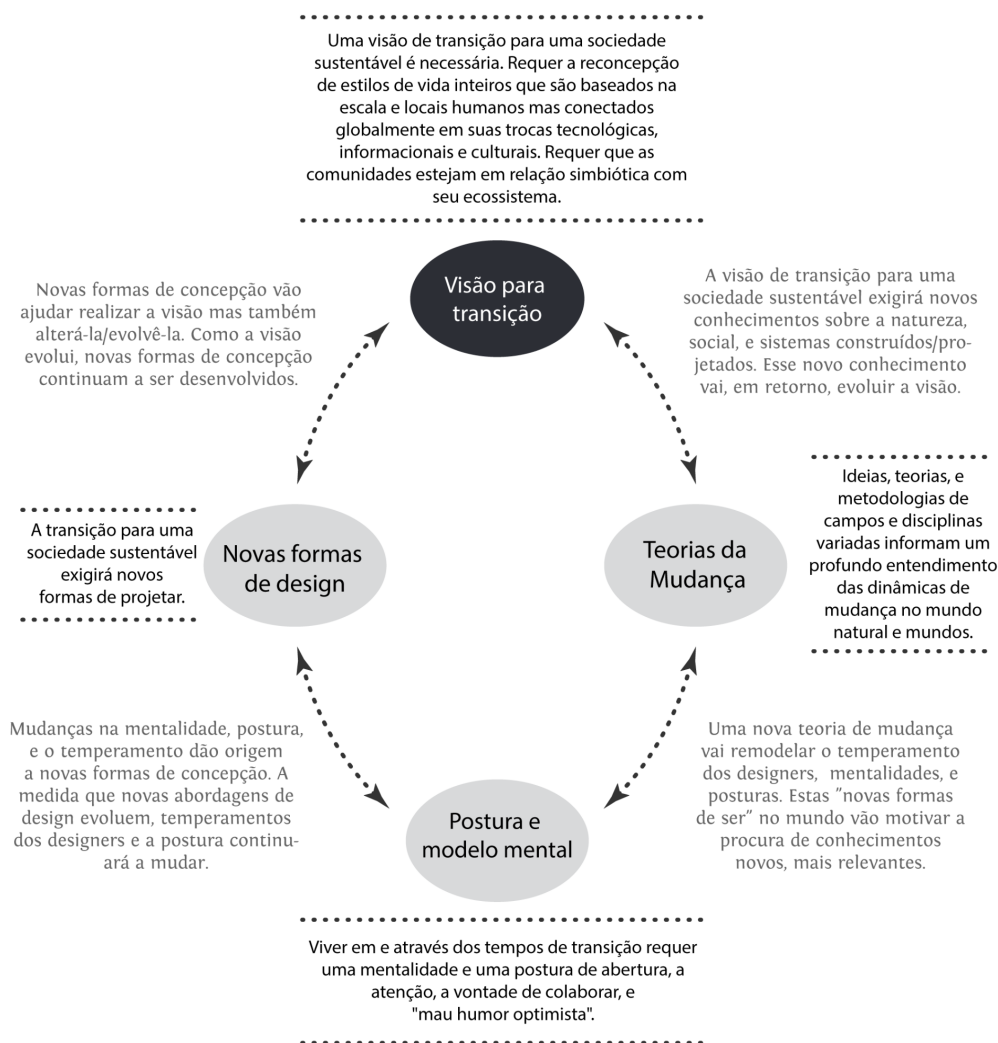 Uma visão de transição para uma sociedade
sustentável é necessária. Requer a reconcepção
de estilos de vida inteiros que são baseados na
escala e locais humanos mas conectados
globalmente em suas trocas tecnológicas,
informacionais e culturais. Requer que as
comunidades estejam em relação simbiótica com
seu ecossistema.
Visão para
transição
Novas formas de concepção vão
ajudar realizar a visão mas também
alterá-la/evolvê-la. Como a visão
evolui, novas formas de concepção
continuam a ser desenvolvidos.
A visão de transição para uma
sociedade sustentável exigirá novos
conhecimentos sobre a natureza,
social, e sistemas construídos/pro-
jetados. Esse novo conhecimento
vai, em retorno, evoluir a visão.
A transição para uma
sociedade sustentável
exigirá novos
formas de projetar.
Novas formas
de design
Teorias da
Mudança
Ideias, teorias, e
metodologias de
campos e disciplinas
variadas informam um
profundo entendimento
das dinâmicas de
mudança no mundo
natural e mundos.
Mudanças na mentalidade, postura,
e o temperamento dão origem
a novas formas de concepção. A
medida que novas abordagens de
design evoluem, temperamentos
dos designers e a postura continu-
ará a mudar.
Uma nova teoria de mudança
vai remodelar o temperamento
dos designers, mentalidades, e
posturas. Estas "novas formas
de ser" no mundo vão motivar a
procura de conhecimentos
novos, mais relevantes.
Postura e
modelo mental
Viver em e através dos tempos de transição requer
uma mentalidade e uma postura de abertura, a
atenção, a vontade de colaborar, e
"mau humor optimista".